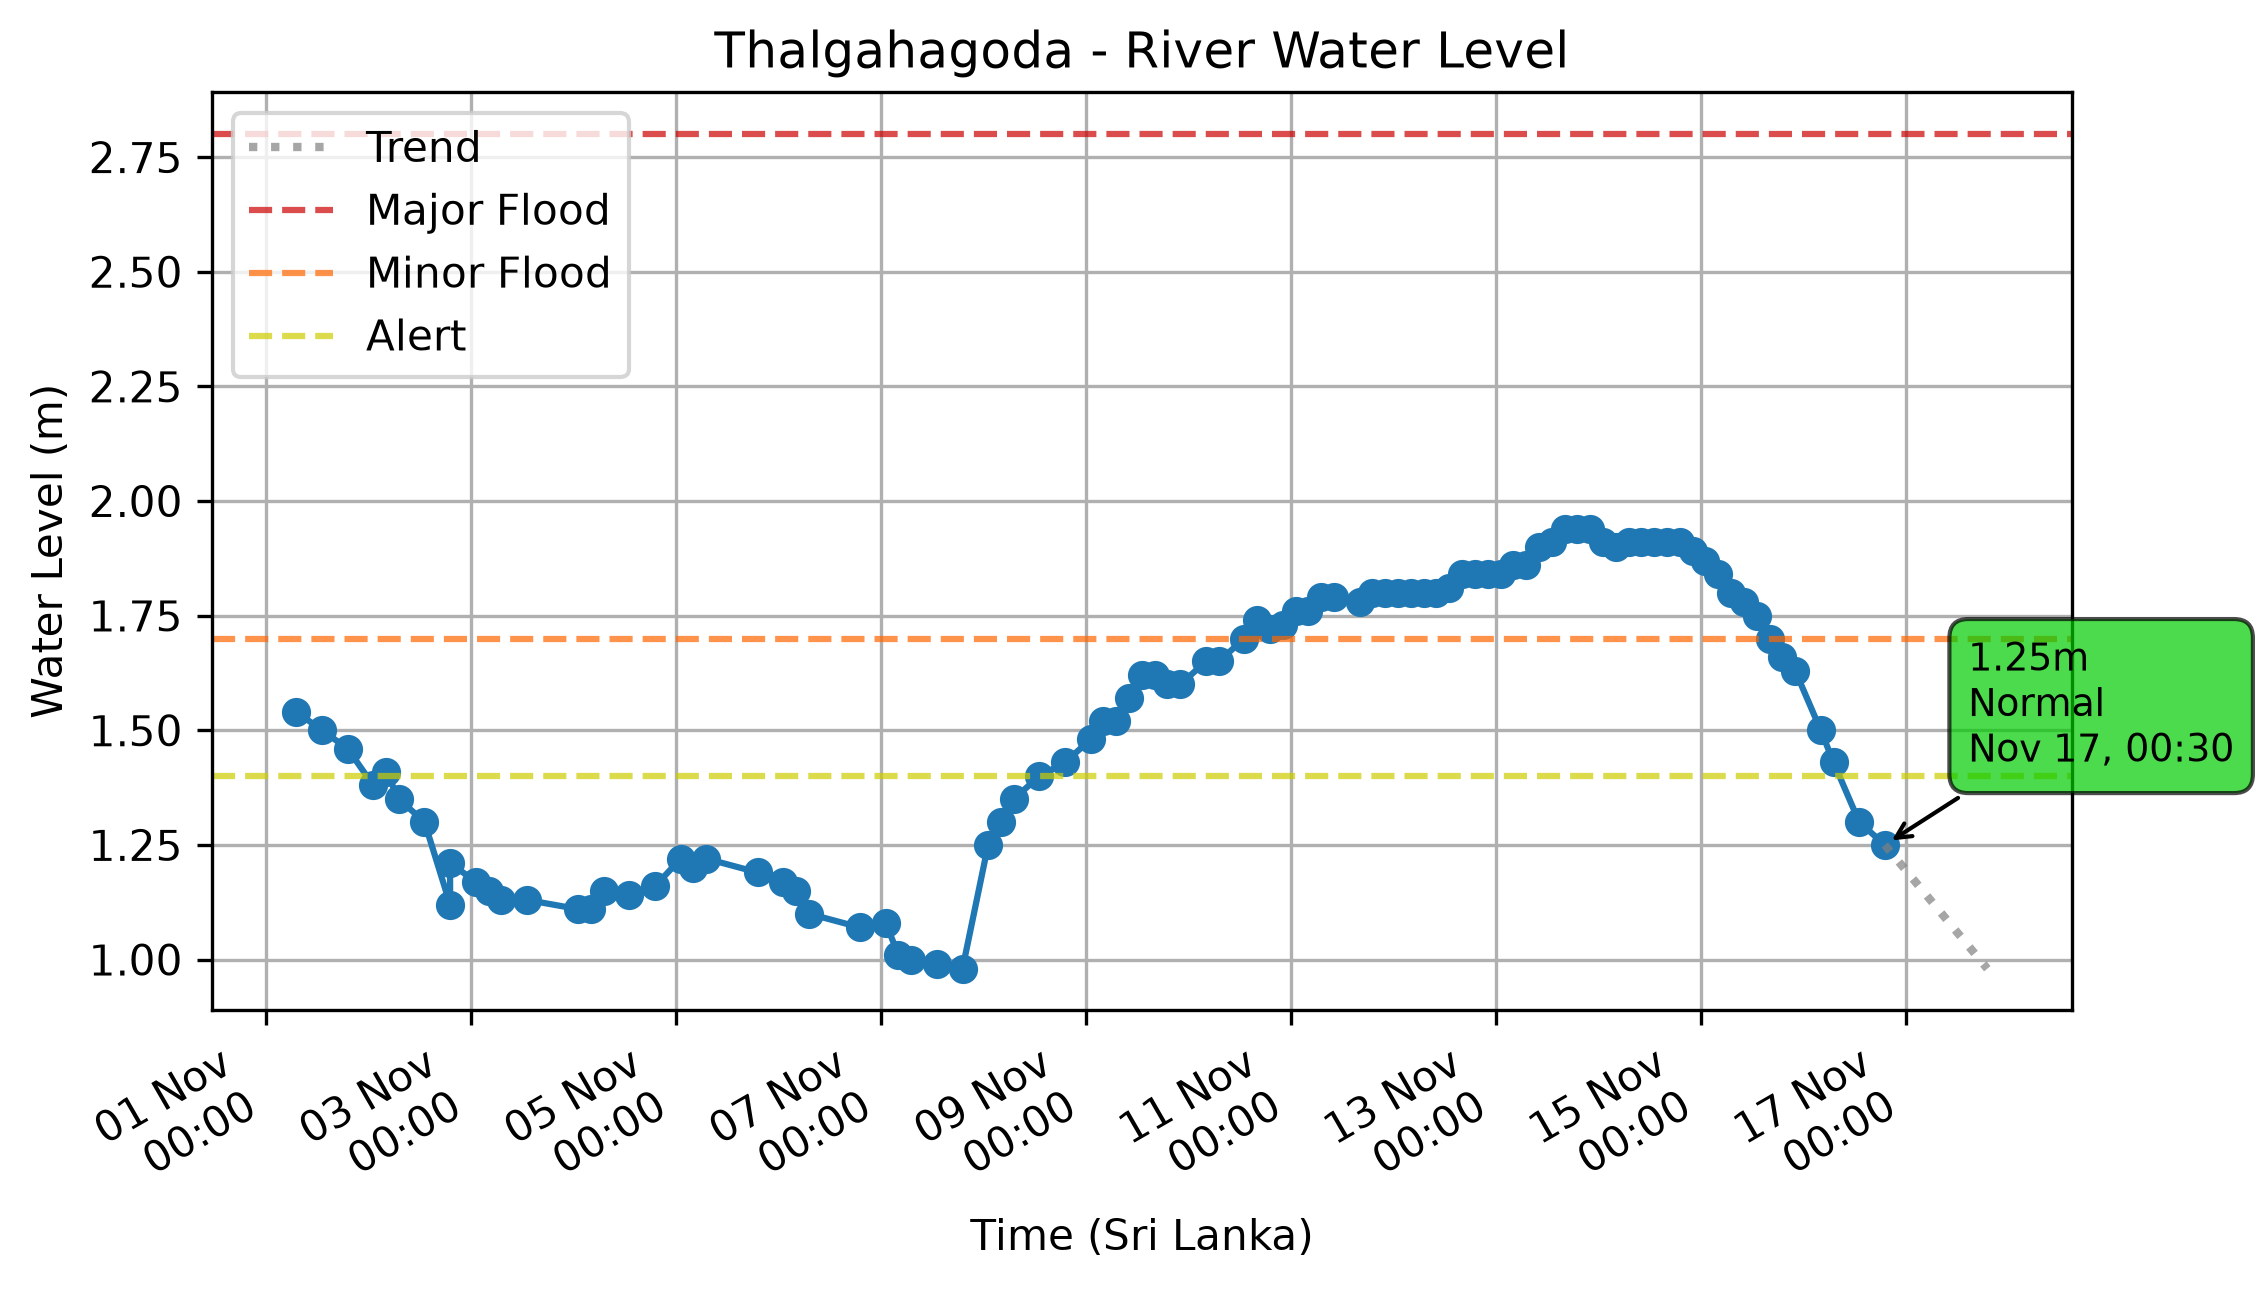 Thalgahagoda - River Water Level
Trend
Major Flood
Minor Flood
Alert
Water Level (m)
2.75
2.50
2.25
2.00
1.75
1.50
1.25
1.00
1.25m
Normal
Nov 17, 00:30
01 Nov
00:00
03 Nov
00:00
05 Nov
00:00
07 Nov
00:00
09 Nov
00:00
11 Nov
00:00
13 Nov
00:00
15 Nov
00:00
17 Nov
00:00
Time (Sri Lanka)